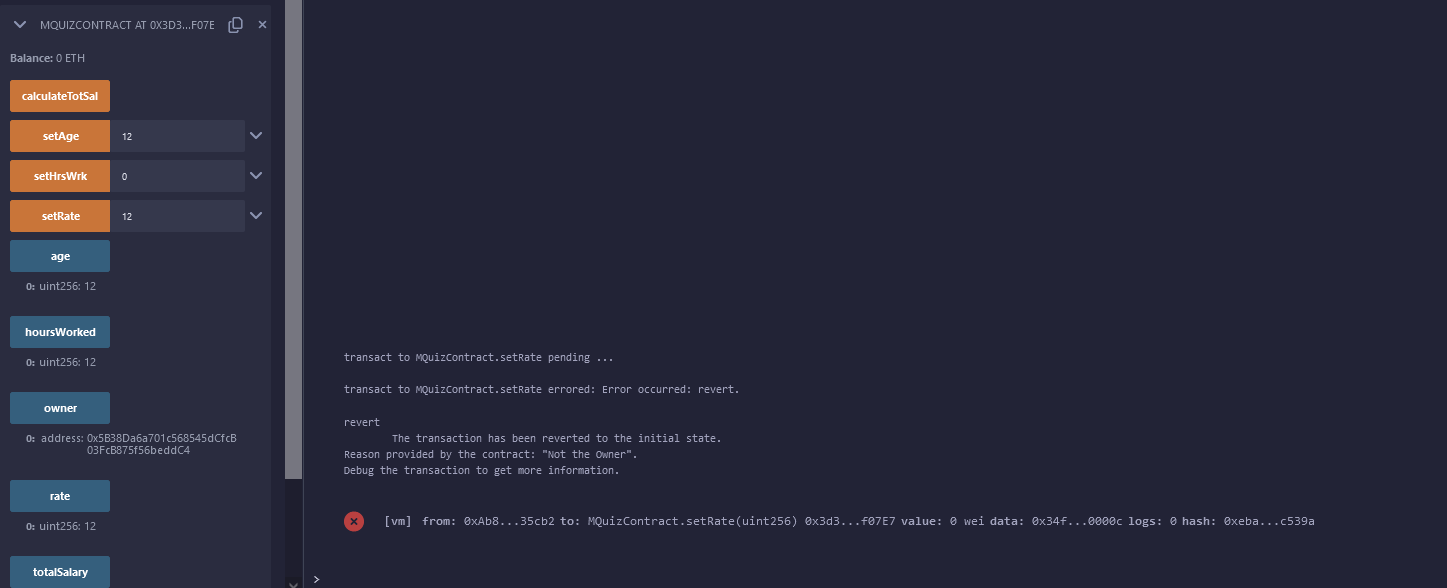 MQUIZCONTRACT AT 0X3D3...F07E
Balance: 0 ETH
calculateTotSal
setAge 12
setHrsWrk 0
setRate 12
age
0: uint256: 12
hoursWorked
0: uint256: 12
owner
0: address: 0x5B38Da6a701c568545dCfcB
03FcB875f56beddC4
rate
0: uint256: 12
totalSalary
transact to MQuizContract.setRate pending ...
transact to MQuizContract.setRate errored: Error occurred: revert.
revert
The transaction has been reverted to the initial state.
Reason provided by the contract: "Not the Owner".
Debug the transaction to get more information.
[vm] from: 0xAb8...35cb2 to: MQuizContract.setRate(uint256) 0x3d3...f07E7 value: 0 wei data: 0x34f...0000c logs: 0 hash: 0xeba...c539a
>